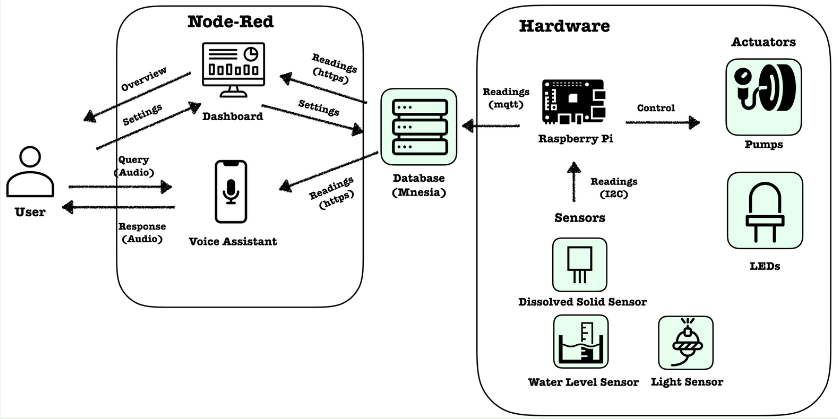 Node-Red
Hardware
Overview
Settings
Readings
(https)
Settings
Dashboard
Readings
(mqtt)
Raspberry Pi
Control
Actuators
Pumps
Query
(Audio)
Response
(Audio)
User
Voice Assistant
Readings
(https)
Database
(Mnesia)
Readings
(I2C)
Sensors
LEDs
Dissolved Solid Sensor
Water Level Sensor
Light Sensor